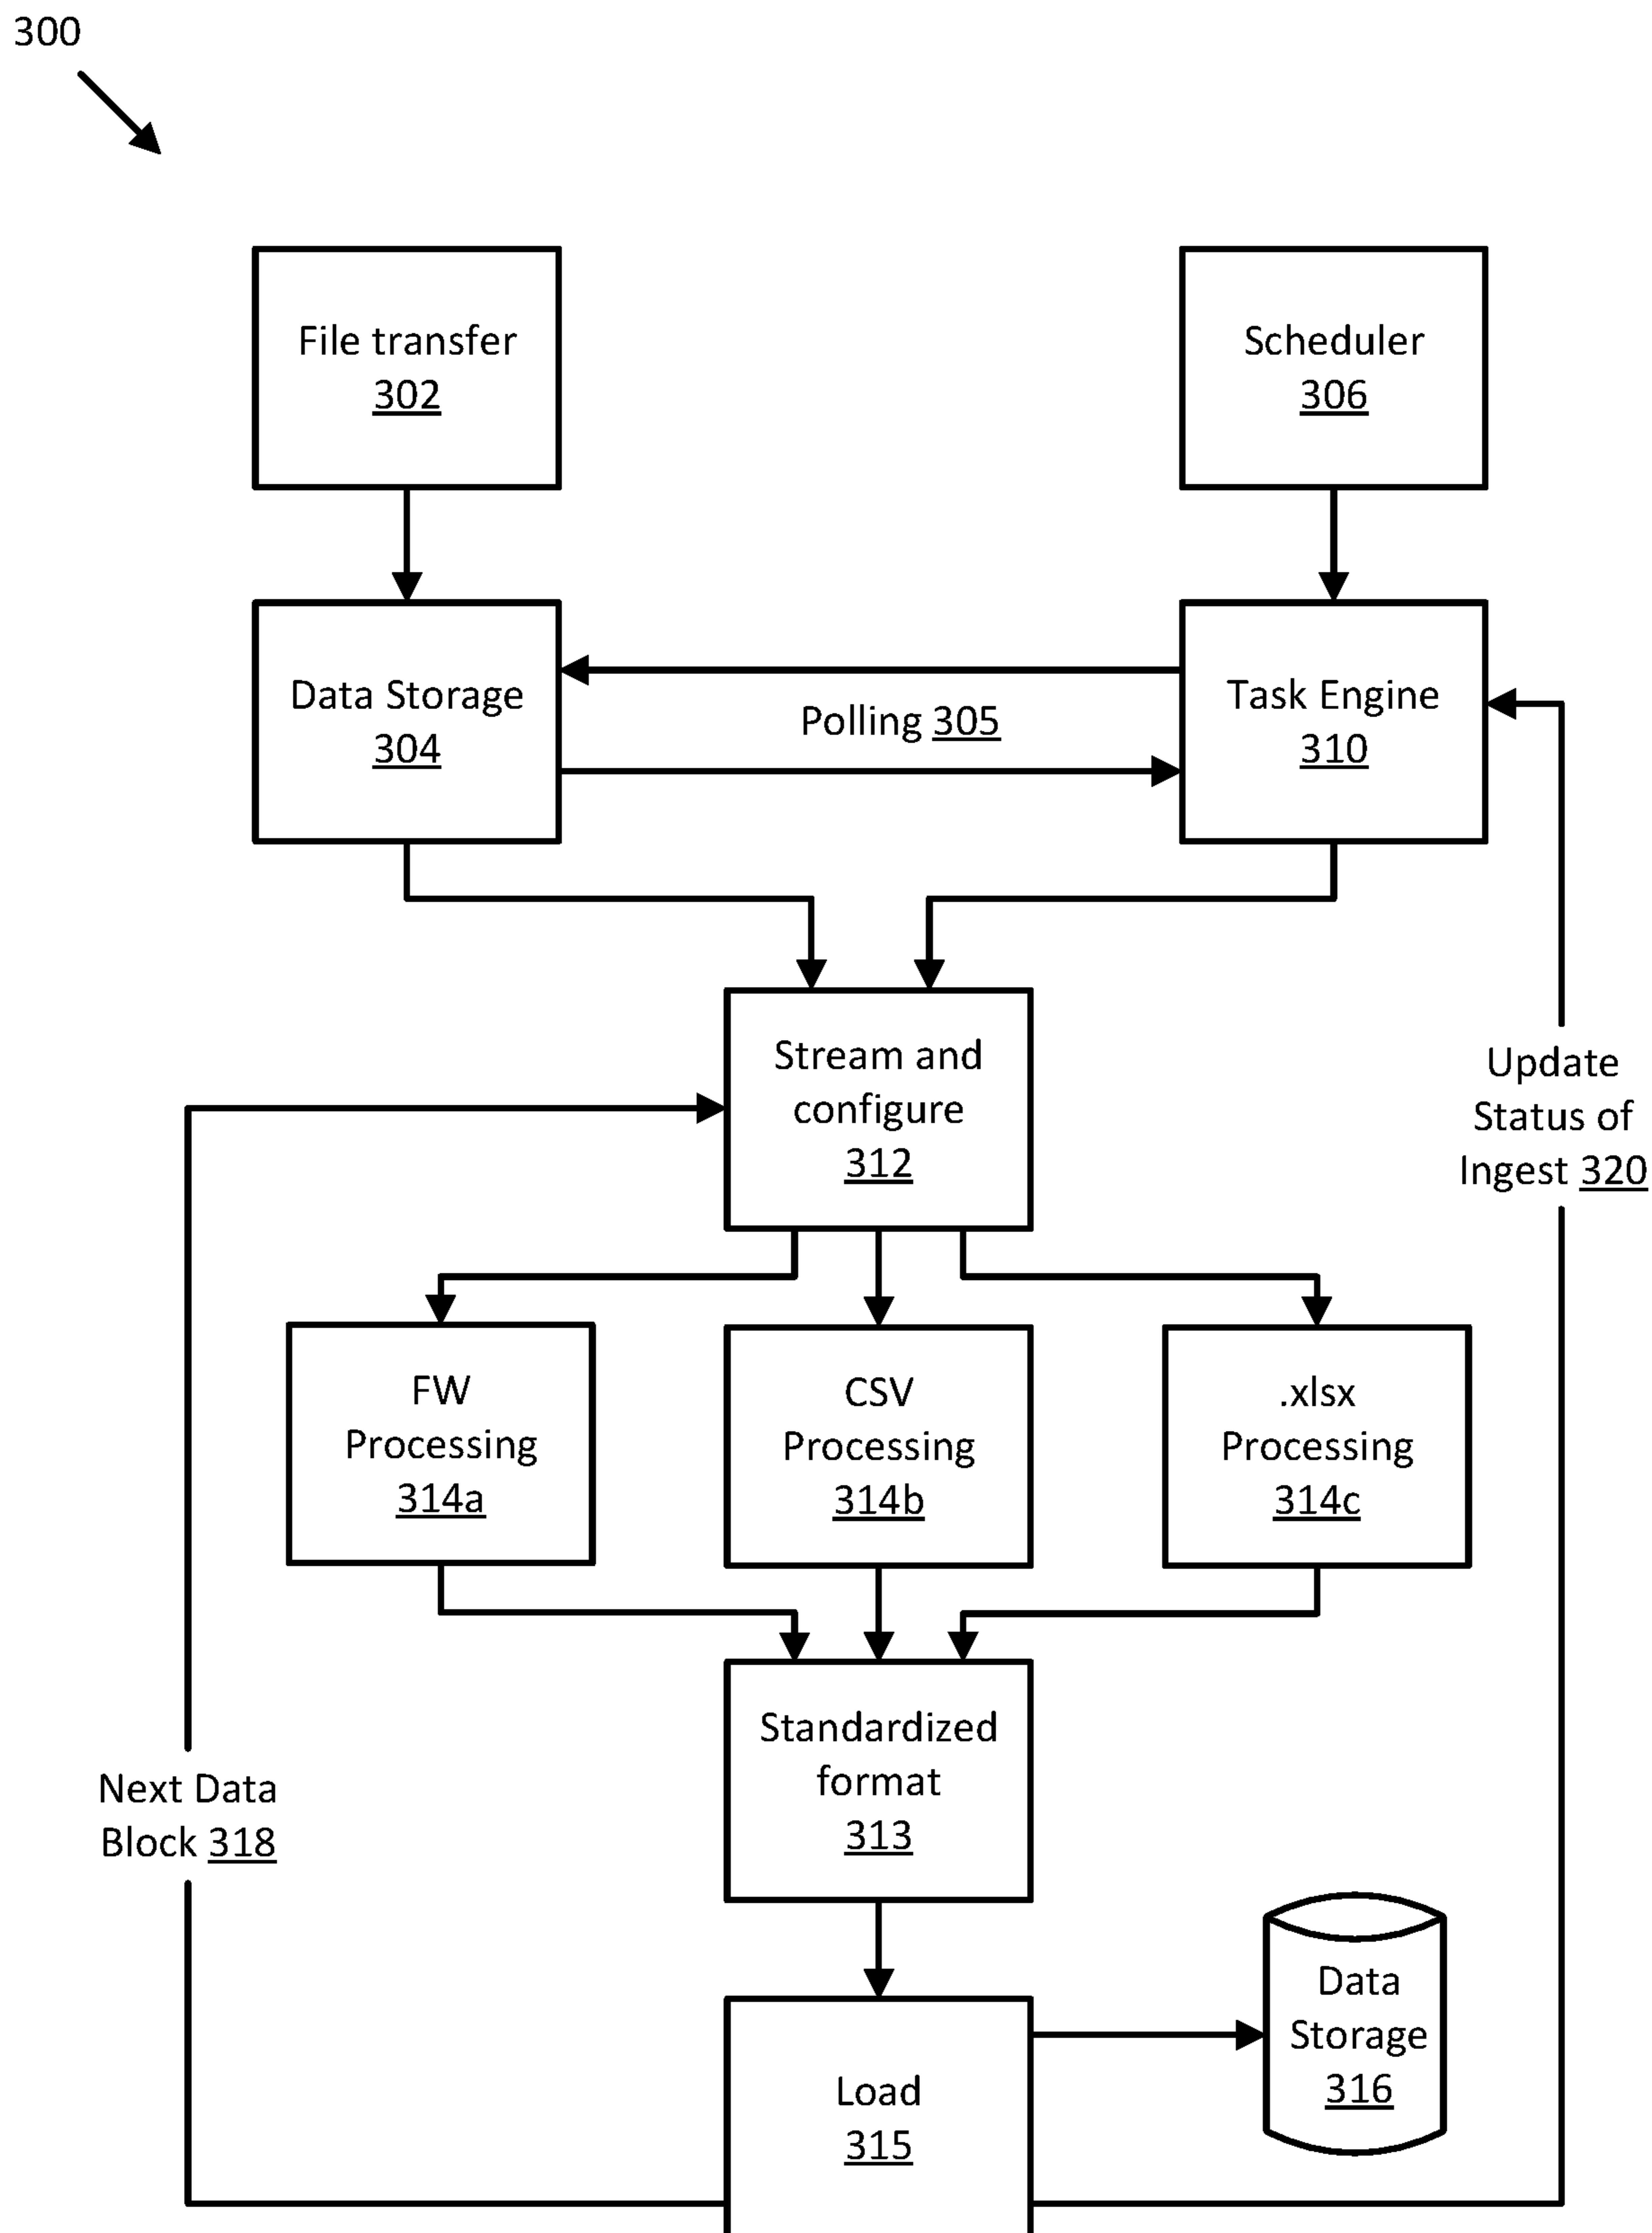 300
File transfer
302
Scheduler
306
Data Storage
304
Polling 305
Task Engine
310
Stream and
configure
312
Update
Status of
Ingest 320
FW
Processing
314a
CSV
Processing
314b
.xlsx
Processing
314c
Standardized
format
313
Next Data
Block 318
Data
Storage
316
Load
315